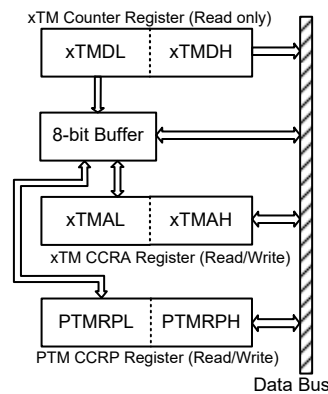 xTM Counter Register (Read only)
xTMDL xTMDH
8-bit Buffer
xTMAL xTMAH
xTM CCRA Register (Read/Write)
PTMRPL PTMRPH
PTM CCRP Register (Read/Write)
Data Bus